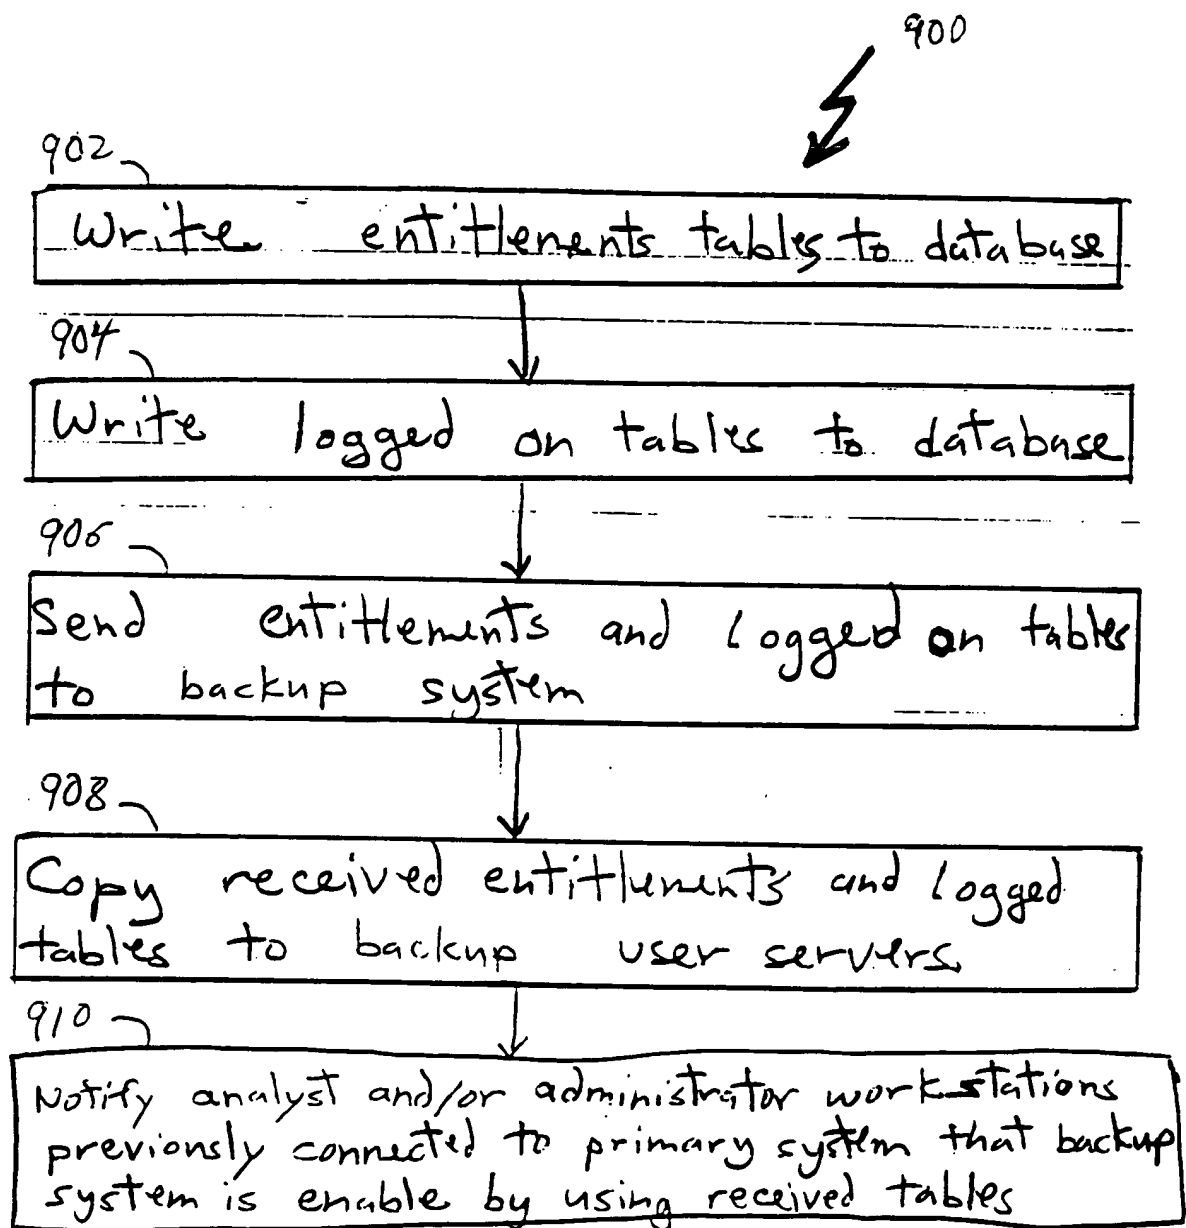 900
902
Write entitlements tables to database
904
Write logged on tables to database
906
Send entitlements and logged on tables
to backup system
908
Copy received entitlements and logged
tables to backup user servers
910
Notify analyst and/or administrator workstations
previously connected to primary system that backup
system is enable by using received tables